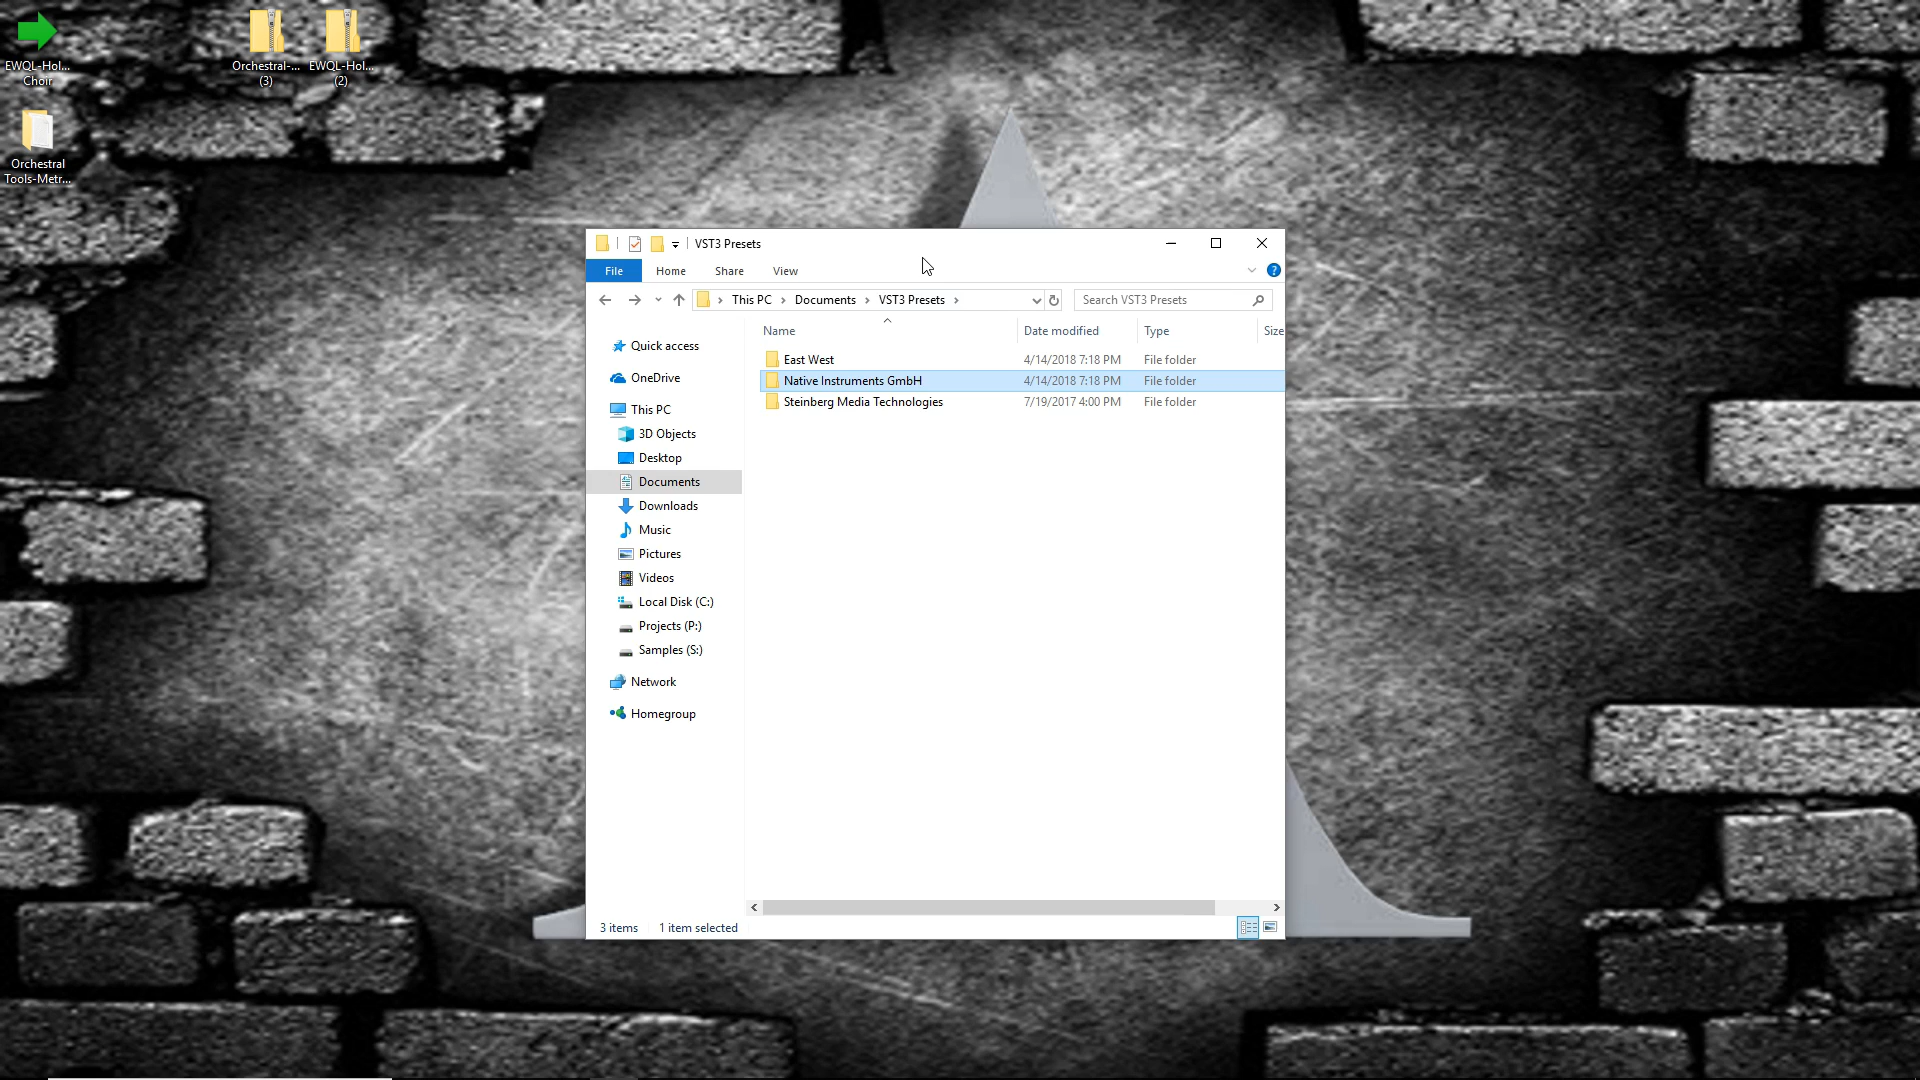 EWQL-Hol...
Choir
Orchestral-...
(3)
EWQL-Hol...
(2)
Orchestral
Tools-Metr...
VST3 Presets
File
Home
Share
View
?
This PC
Documents
VST3 Presets
Search VST3 Presets
Name
Date modified
Type
Size
Quick access
OneDrive
This PC
3D Objects
Desktop
Documents
Downloads
Music
Pictures
Videos
Local Disk (C:)
Projects (P:)
Samples (S:)
Network
Homegroup
East West 4/14/2018 7:18 PM File folder
Native Instruments GmbH 4/14/2018 7:18 PM File folder
Steinberg Media Technologies 7/19/2017 4:00 PM File folder
3 items
1 item selected